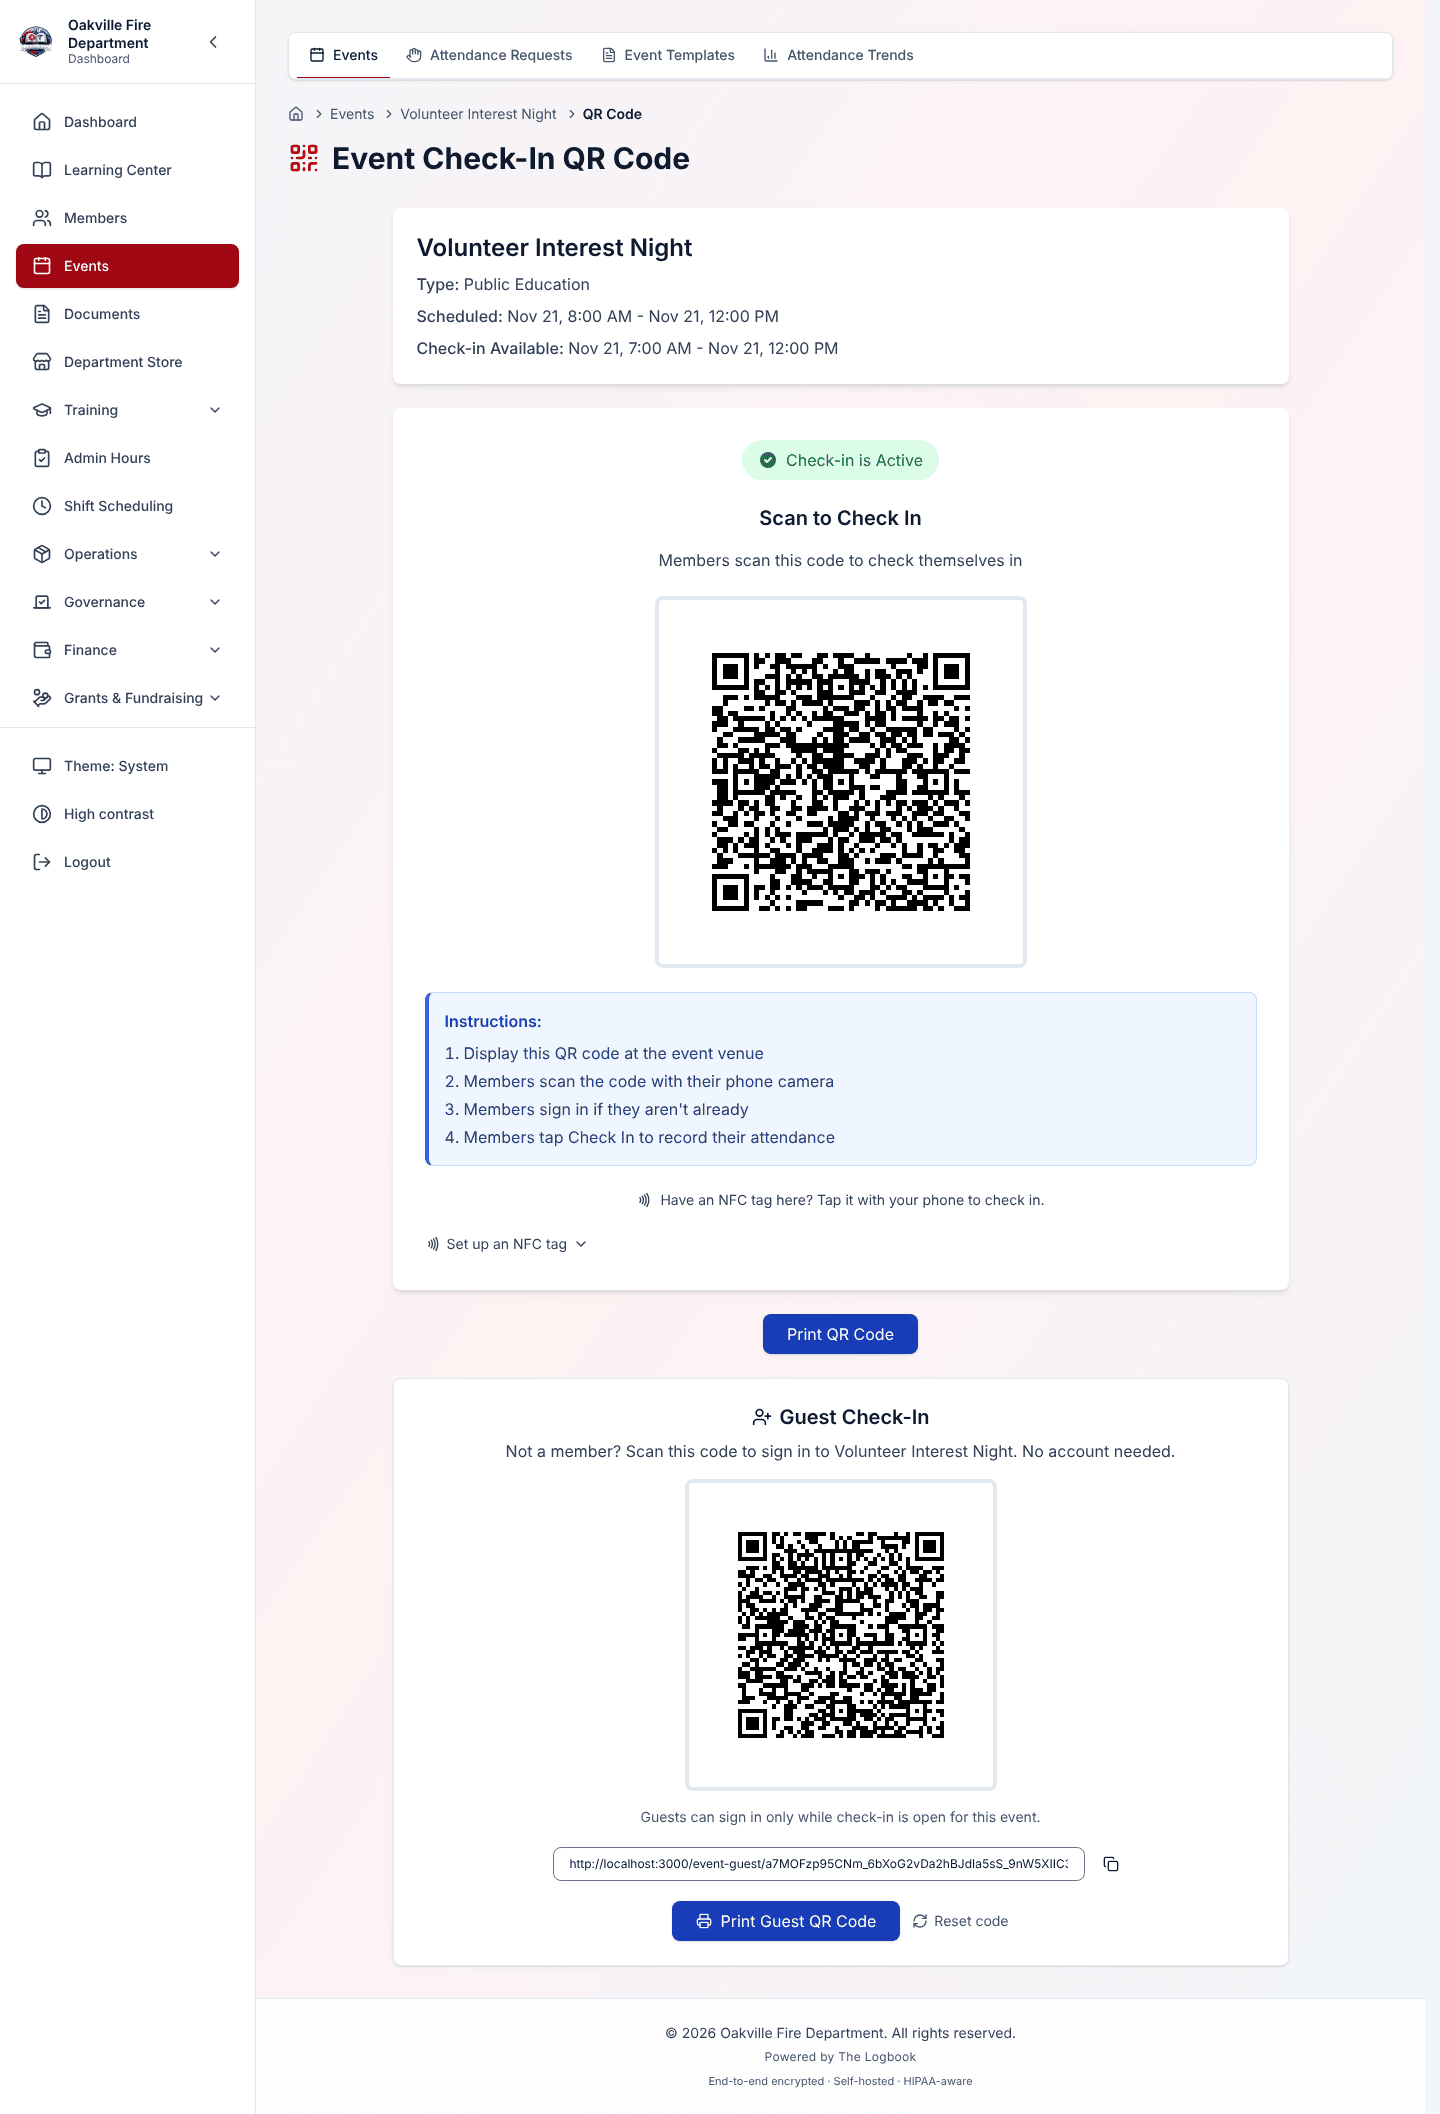 Oakville Fire
Department
Dashboard
Dashboard
Learning Center
Members
Events
Documents
Department Store
Training
Admin Hours
Shift Scheduling
Operations
Governance
Finance
Grants & Fundraising
Theme: System
High contrast
Logout
Events
Attendance Requests
Event Templates
Attendance Trends
Events
Volunteer Interest Night
QR Code
Event Check-In QR Code
Volunteer Interest Night
Type: Public Education
Scheduled: Nov 21, 8:00 AM - Nov 21, 12:00 PM
Check-in Available: Nov 21, 7:00 AM - Nov 21, 12:00 PM
Check-in is Active
Scan to Check In
Members scan this code to check themselves in
Instructions:
1. Display this QR code at the event venue
2. Members scan the code with their phone camera
3. Members sign in if they aren't already
4. Members tap Check In to record their attendance
Have an NFC tag here? Tap it with your phone to check in.
Set up an NFC tag
Print QR Code
Guest Check-In
Not a member? Scan this code to sign in to Volunteer Interest Night. No account needed.
Guests can sign in only while check-in is open for this event.
Print Guest QR Code
Reset code
© 2026 Oakville Fire Department. All rights reserved.
Powered by The Logbook
End-to-end encrypted · Self-hosted · HIPAA-aware